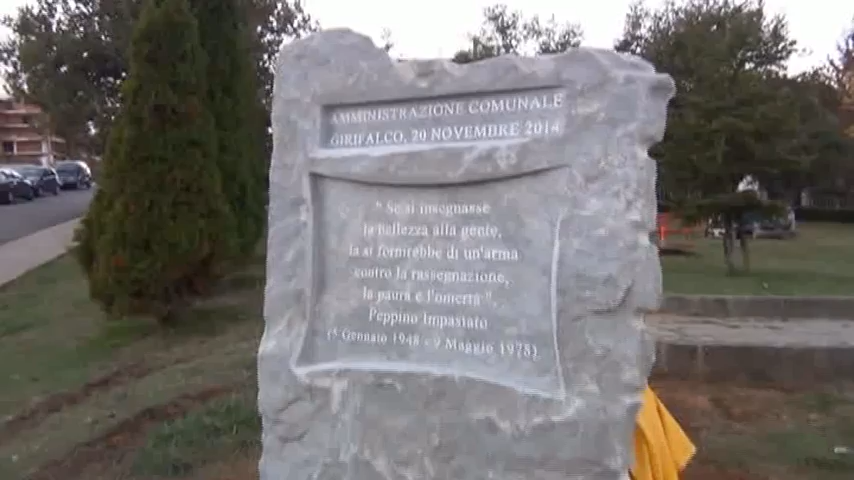 AMMINISTRAZIONE COMUNALE
GIRIFALCO, 20 NOVEMBRE 2014
" Se si insegnasse
la bellezza alla gente,
la si fornirebbe di un'arma
contro la rassegnazione,
la paura e l'omertà ",
Peppino Impastato
(5 Gennaio 1948 - 9 Maggio 1978)